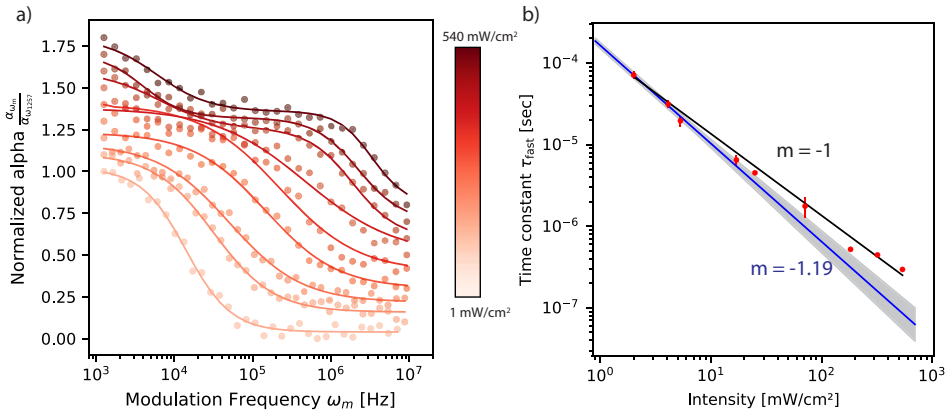 a)
Normalized alpha α_ωm / α_ω1257
1.75
1.50
1.25
1.00
0.75
0.50
0.25
0.00
10³ 10⁴ 10⁵ 10⁶ 10⁷
Modulation Frequency ωₘ [Hz]
540 mW/cm²
1 mW/cm²
b)
Time constant τfast [sec]
10⁻⁴
10⁻⁵
10⁻⁶
10⁻⁷
m = -1
m = -1.19
10⁰ 10¹ 10² 10³
Intensity [mW/cm²]